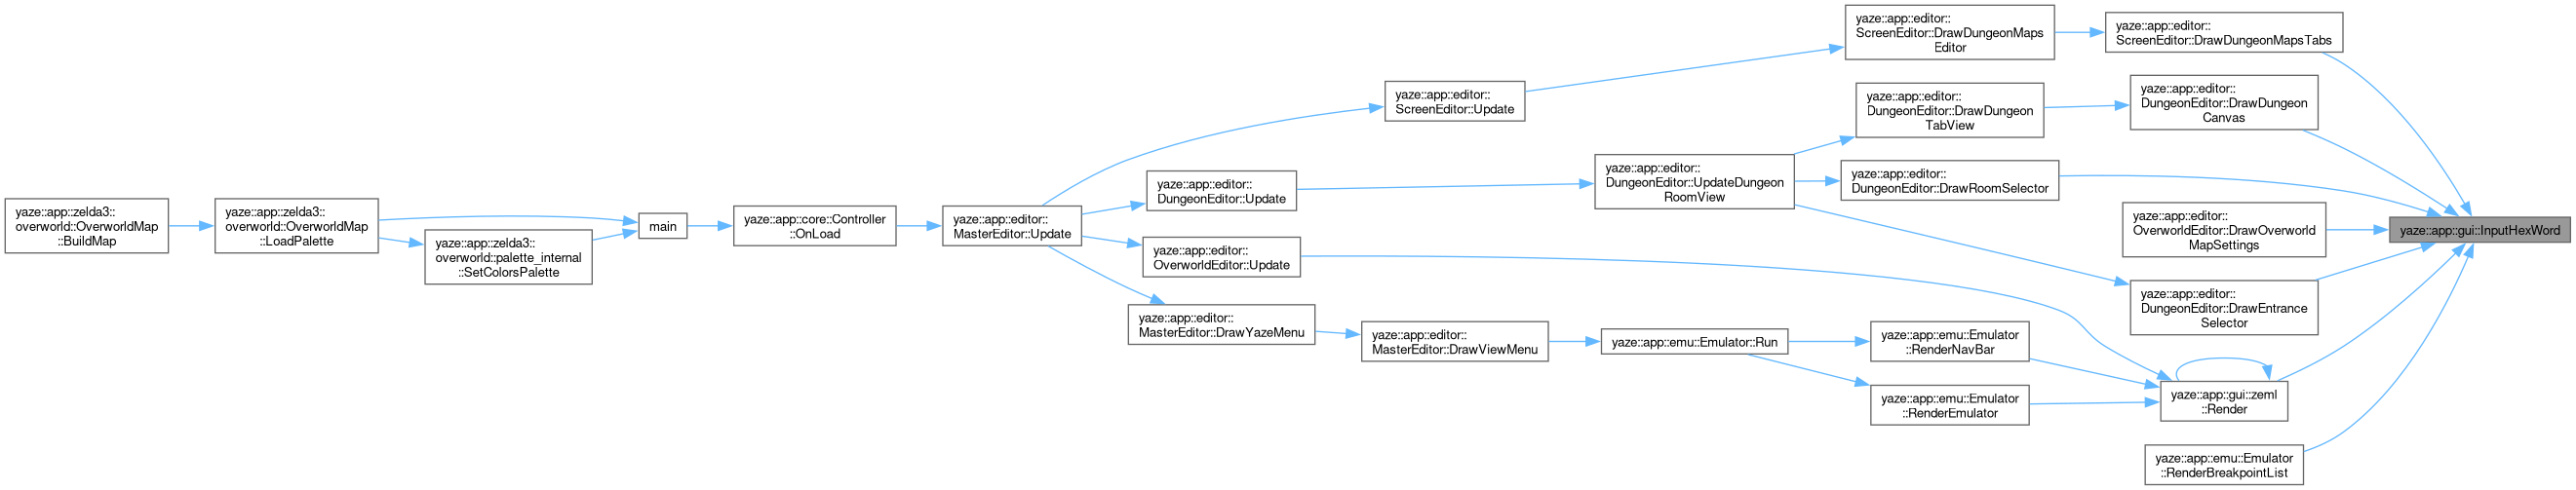 yaze::app::zelda3::
overworld::OverworldMap
::BuildMap
yaze::app::zelda3::
overworld::OverworldMap
::LoadPalette
yaze::app::zelda3::
overworld::palette_internal
::SetColorsPalette
main
yaze::app::core::Controller
::OnLoad
yaze::app::editor::
MasterEditor::Update
yaze::app::editor::
ScreenEditor::Update
yaze::app::editor::
DungeonEditor::Update
yaze::app::editor::
OverworldEditor::Update
yaze::app::editor::
MasterEditor::DrawYazeMenu
yaze::app::editor::
MasterEditor::DrawViewMenu
yaze::app::editor::
DungeonEditor::UpdateDungeon
RoomView
yaze::app::emu::Emulator::Run
yaze::app::editor::
ScreenEditor::DrawDungeonMaps
Editor
yaze::app::editor::
DungeonEditor::DrawDungeon
TabView
yaze::app::editor::
DungeonEditor::DrawRoomSelector
yaze::app::emu::Emulator
::RenderNavBar
yaze::app::emu::Emulator
::RenderEmulator
yaze::app::editor::
ScreenEditor::DrawDungeonMapsTabs
yaze::app::editor::
DungeonEditor::DrawDungeon
Canvas
yaze::app::editor::
OverworldEditor::DrawOverworld
MapSettings
yaze::app::editor::
DungeonEditor::DrawEntrance
Selector
yaze::app::gui::zeml
::Render
yaze::app::emu::Emulator
::RenderBreakpointList
yaze::app::gui::InputHexWord